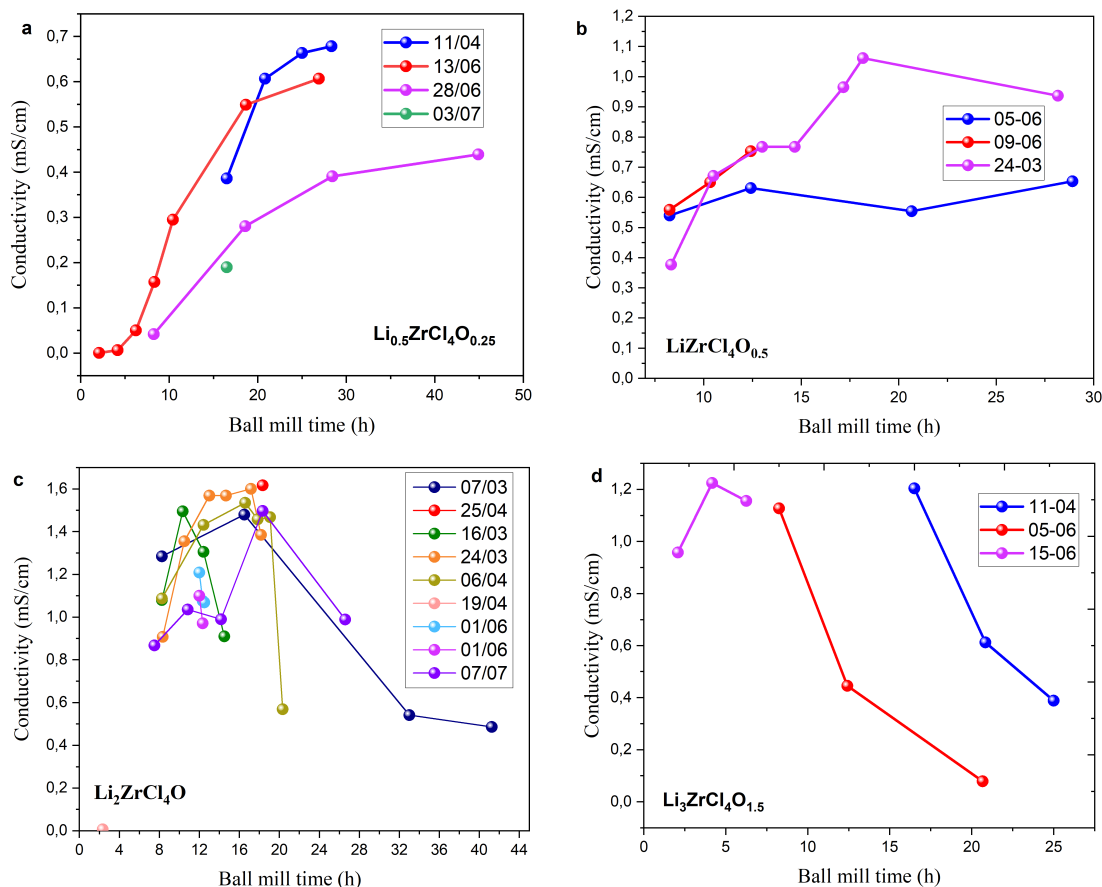 a
0,7
0,6
0,5
0,4
0,3
0,2
0,1
0,0
Conductivity (mS/cm)
11/04
13/06
28/06
03/07
Li0.5ZrCl4O0.25
0 10 20 30 40 50
Ball mill time (h)
b
1,2
1,1
1,0
0,9
0,8
0,7
0,6
0,5
0,4
0,3
0,2
0,1
0,0
Conductivity (mS/cm)
05-06
09-06
24-03
LiZrCl4O0.5
10 15 20 25 30
Ball mill time (h)
c
1,6
1,4
1,2
1,0
0,8
0,6
0,4
0,2
0,0
Conductivity (mS/cm)
07/03
25/04
16/03
24/03
06/04
19/04
01/06
01/06
07/07
Li2ZrCl4O
0 4 8 12 16 20 24 28 32 36 40 44
Ball mill time (h)
d
1,2
1,0
0,8
0,6
0,4
0,2
0,0
Conductivity (mS/cm)
11-04
05-06
15-06
Li3ZrCl4O1.5
0 5 10 15 20 25
Ball mill time (h)